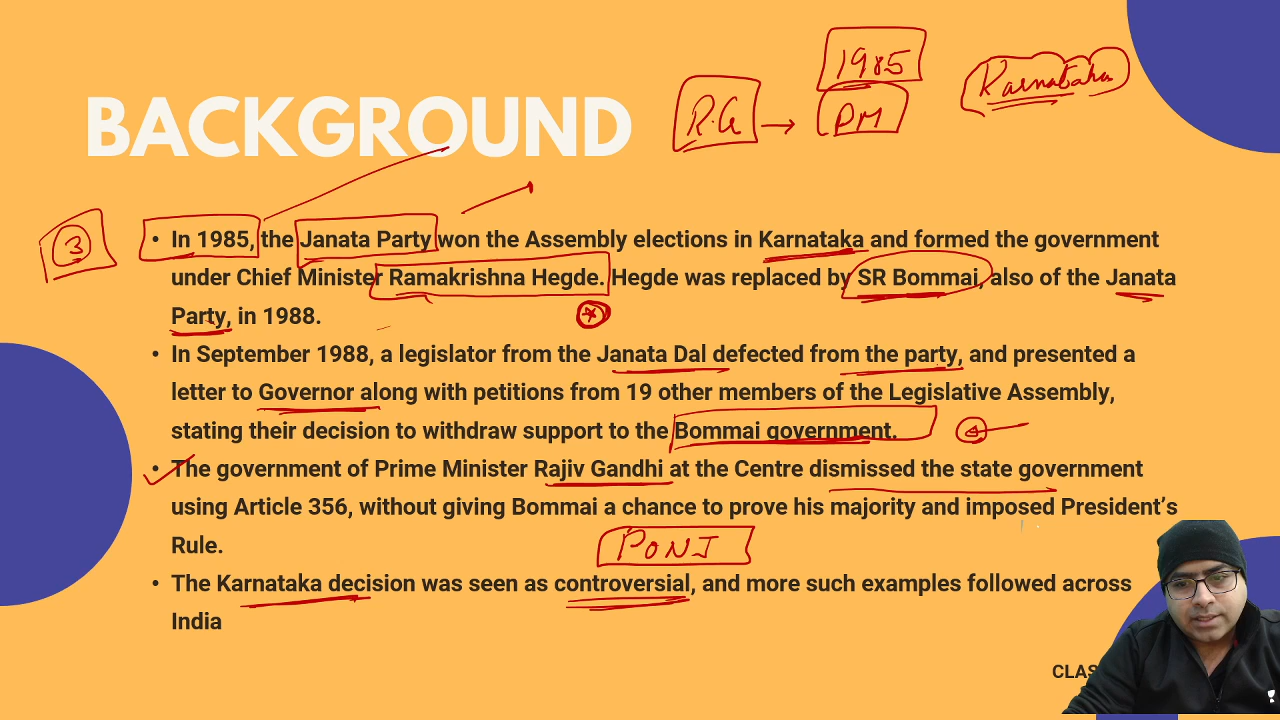 1985
Karnataka
R.G → PM
BACKGROUND
3
• In 1985, the Janata Party won the Assembly elections in Karnataka and formed the government
under Chief Minister Ramakrishna Hegde. Hegde was replaced by SR Bommai, also of the Janata
Party, in 1988.
• In September 1988, a legislator from the Janata Dal defected from the party, and presented a
letter to Governor along with petitions from 19 other members of the Legislative Assembly,
stating their decision to withdraw support to the Bommai government.
• The government of Prime Minister Rajiv Gandhi at the Centre dismissed the state government
using Article 356, without giving Bommai a chance to prove his majority and imposed President’s
Rule.
PONJ
• The Karnataka decision was seen as controversial, and more such examples followed across
India
CLAS